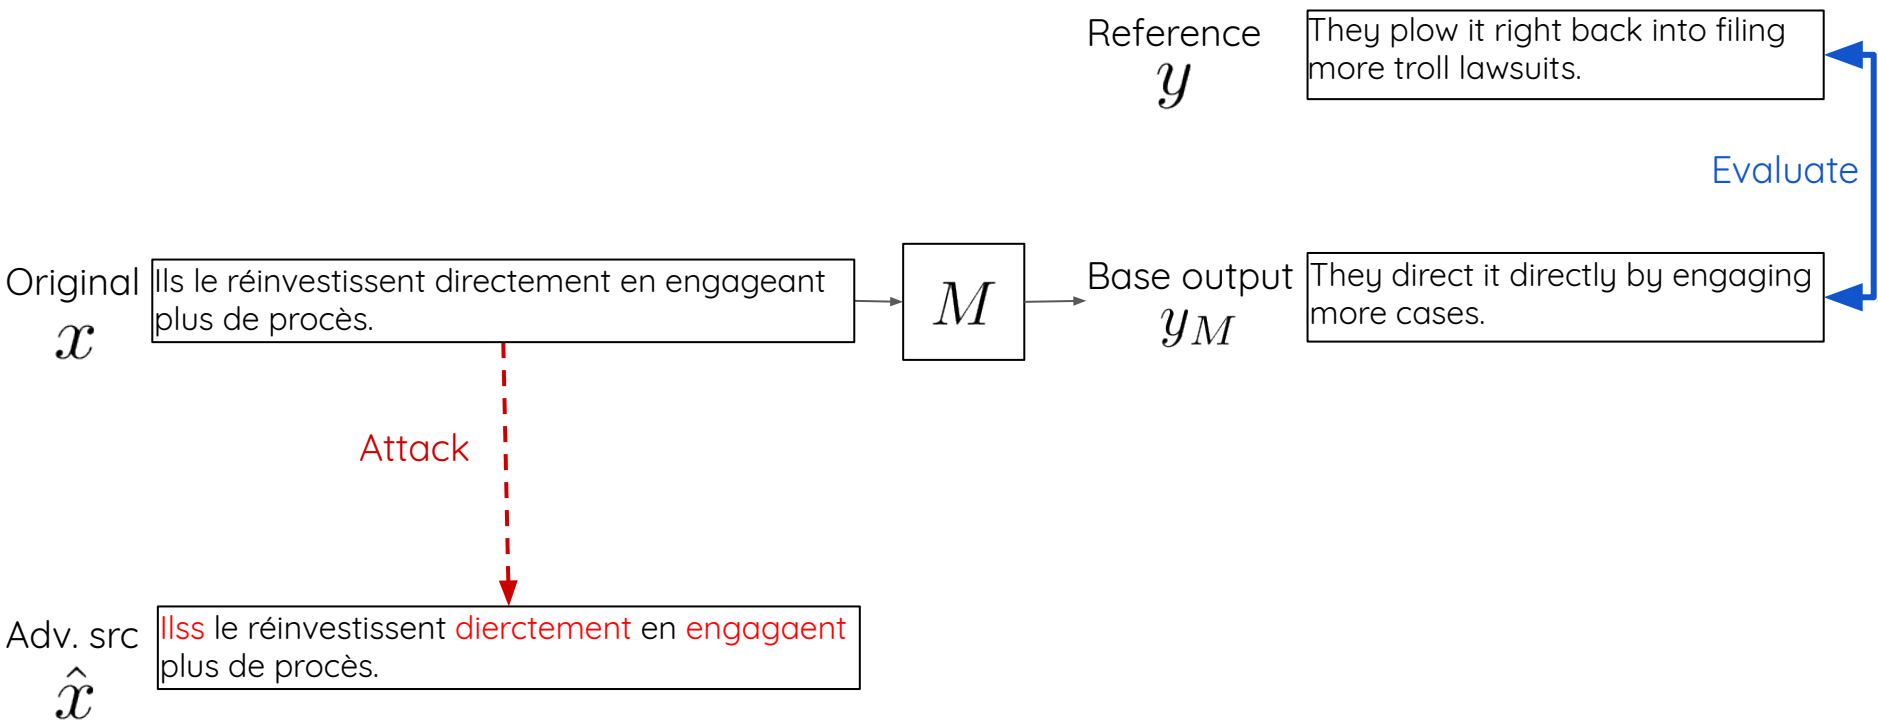 Reference
y
They plow it right back into filing
more troll lawsuits.
Evaluate
Original
x
Ils le réinvestissent directement en engageant
plus de procès.
M
Base output
y_M
They direct it directly by engaging
more cases.
Attack
Adv. src
x̂
Ilss le réinvestissent dierctement en engagaent
plus de procès.